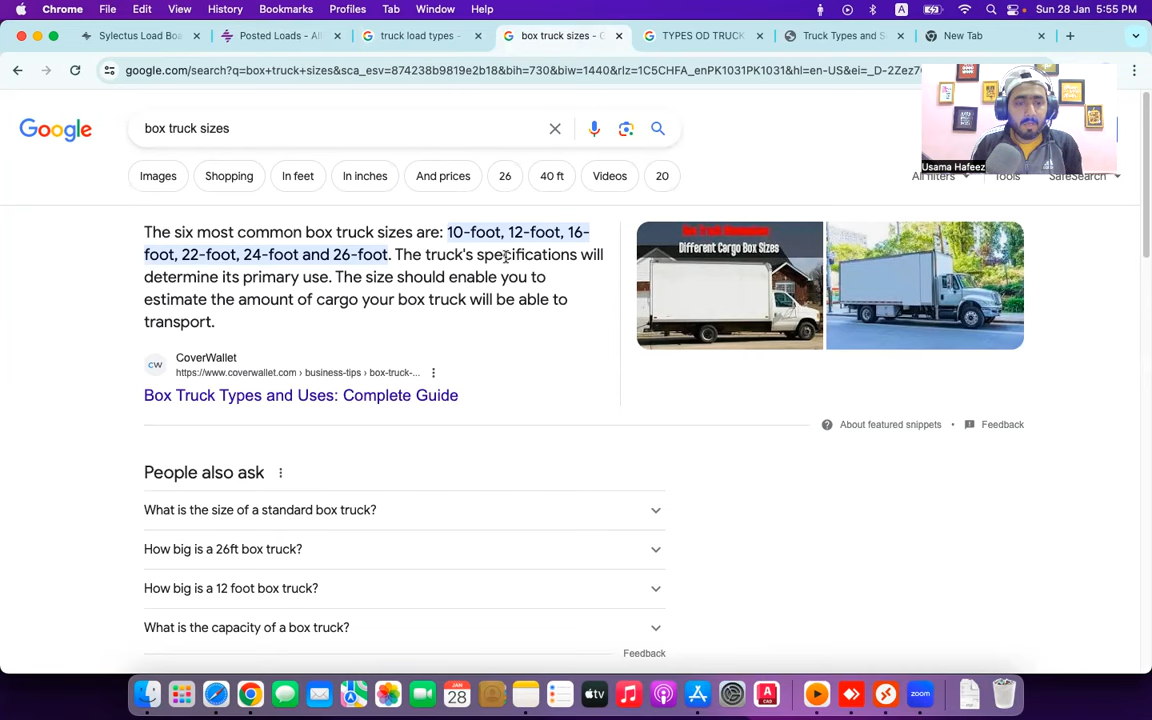 Chrome File Edit View History Bookmarks Profiles Tab Window Help
A
Sun 28 Jan 5:55 PM
Sylectus Load Boa
Posted Loads - All
truck load types -
box truck sizes - G
TYPES OD TRUCK
Truck Types and S
New Tab
google.com/search?q=box+truck+sizes&sca_esv=874238b9819e2b18&bih=730&biw=1440&rlz=1C5CHFA_enPK1031PK1031&hl=en-US&ei=_D-2Zez7
Google
box truck sizes
Usama Hafeez
Images
Shopping
In feet
In inches
And prices
26
40 ft
Videos
20
All filters
Tools
SafeSearch
The six most common box truck sizes are: 10-foot, 12-foot, 16-
foot, 22-foot, 24-foot and 26-foot. The truck's specifications will
determine its primary use. The size should enable you to
estimate the amount of cargo your box truck will be able to
transport.
Different Cargo Box Sizes
CW
CoverWallet
https://www.coverwallet.com › business-tips › box-truck-...
Box Truck Types and Uses: Complete Guide
About featured snippets • Feedback
People also ask
What is the size of a standard box truck?
How big is a 26ft box truck?
How big is a 12 foot box truck?
What is the capacity of a box truck?
Feedback
JAN
28
tv
A
CAD
zoom